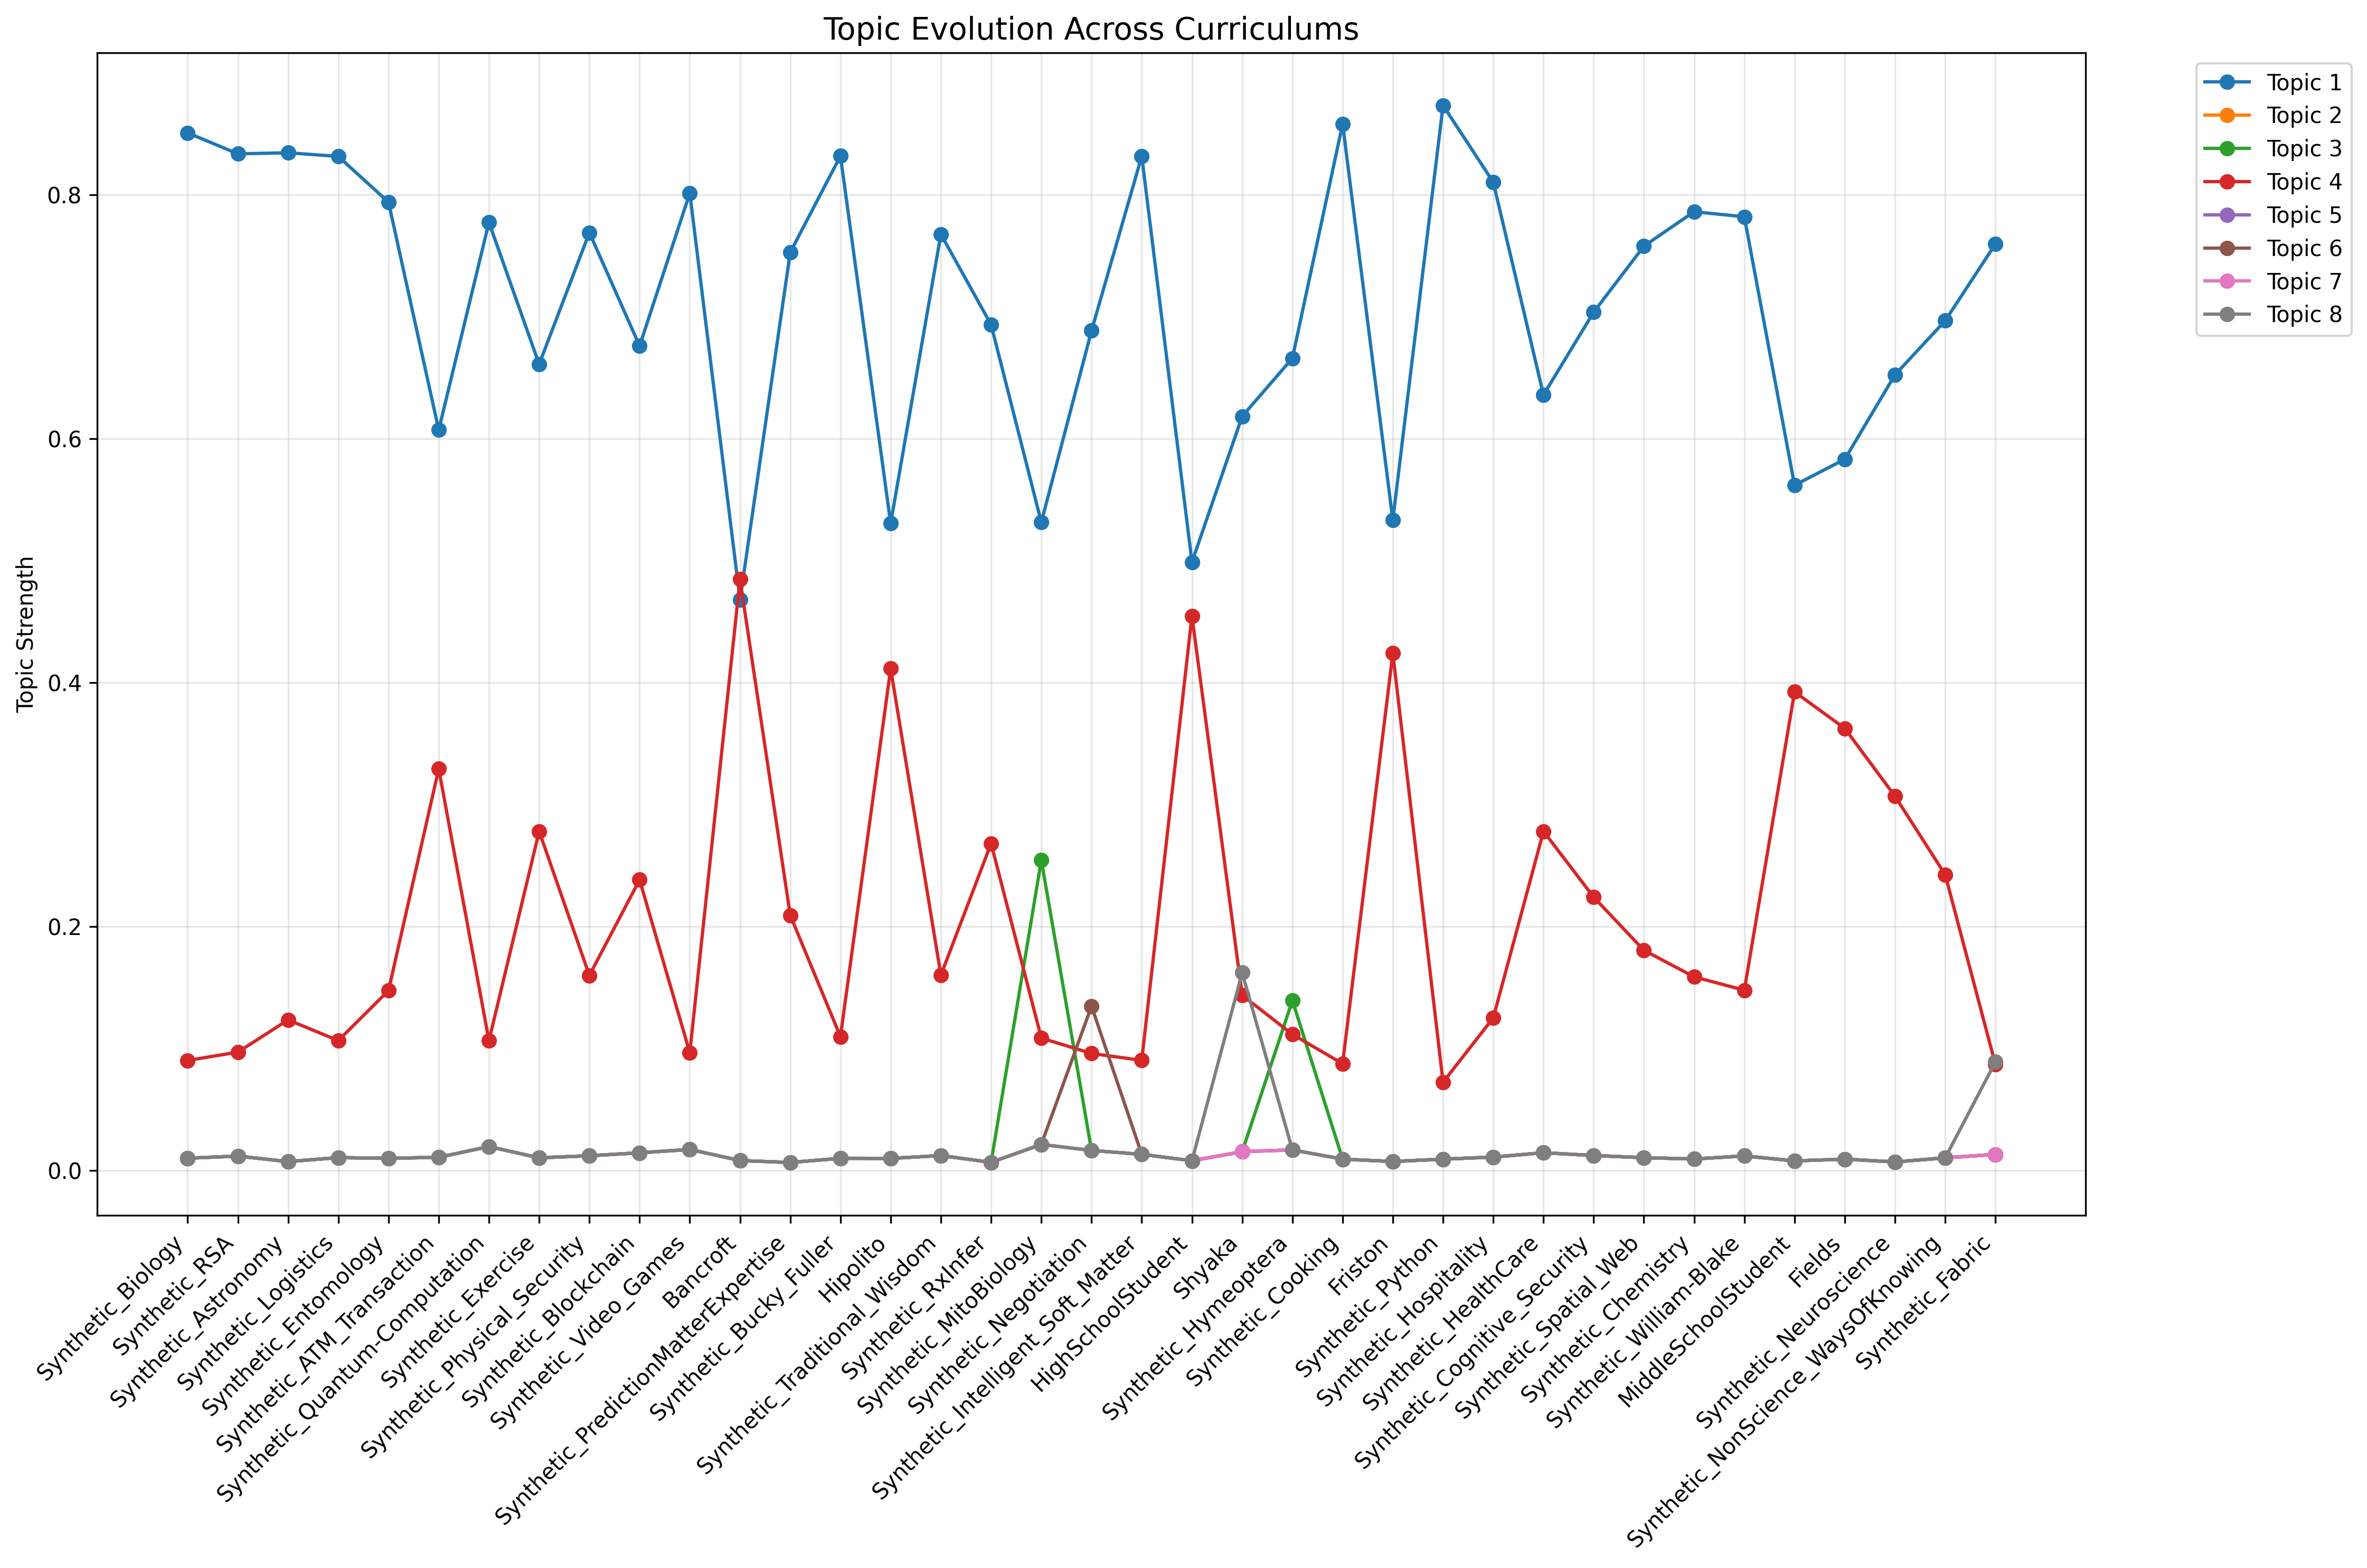 Topic Evolution Across Curriculums
Topic 1
Topic 2
Topic 3
Topic 4
Topic 5
Topic 6
Topic 7
Topic 8
Topic Strength
0.8
0.6
0.4
0.2
0.0
Synthetic_Biology
Synthetic_RSA
Synthetic_Astronomy
Synthetic_Logistics
Synthetic_Entomology
Synthetic_ATM_Transaction
Synthetic_Quantum-Computation
Synthetic_Exercise
Synthetic_Physical_Security
Synthetic_Blockchain
Synthetic_Video_Games
Bancroft
Synthetic_PredictionMatterExpertise
Synthetic_Bucky_Fuller
Hipolito
Synthetic_Traditional_Wisdom
Synthetic_RxInfer
Synthetic_MitoBiology
Synthetic_Negotiation
Synthetic_Intelligent_Soft_Matter
HighSchoolStudent
Shyaka
Synthetic_Hymeoptera
Synthetic_Cooking
Friston
Synthetic_Python
Synthetic_Hospitality
Synthetic_HealthCare
Synthetic_Cognitive_Security
Synthetic_Spatial_Web
Synthetic_Chemistry
Synthetic_William-Blake
MiddleSchoolStudent
Fields
Synthetic_Neuroscience
Synthetic_NonScience_WaysOfKnowing
Synthetic_Fabric